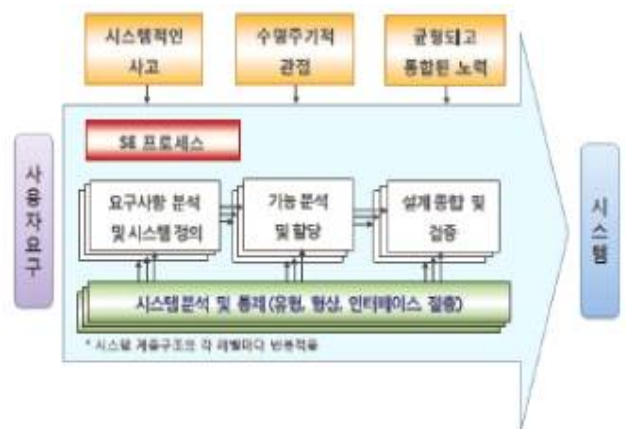 시스템적인
사고
수명주기적
관점
균형되고
통합된 노력
SE 프로세스
사용자요구
요구사항 분석
및 시스템 정의
기능 분석
및 할당
설계 종합 및
검증
시스템
시스템 분석 및 통제 (유형, 형상, 인터페이스 절충)
* 시스템 계층구조의 각 레벨마다 반복적용